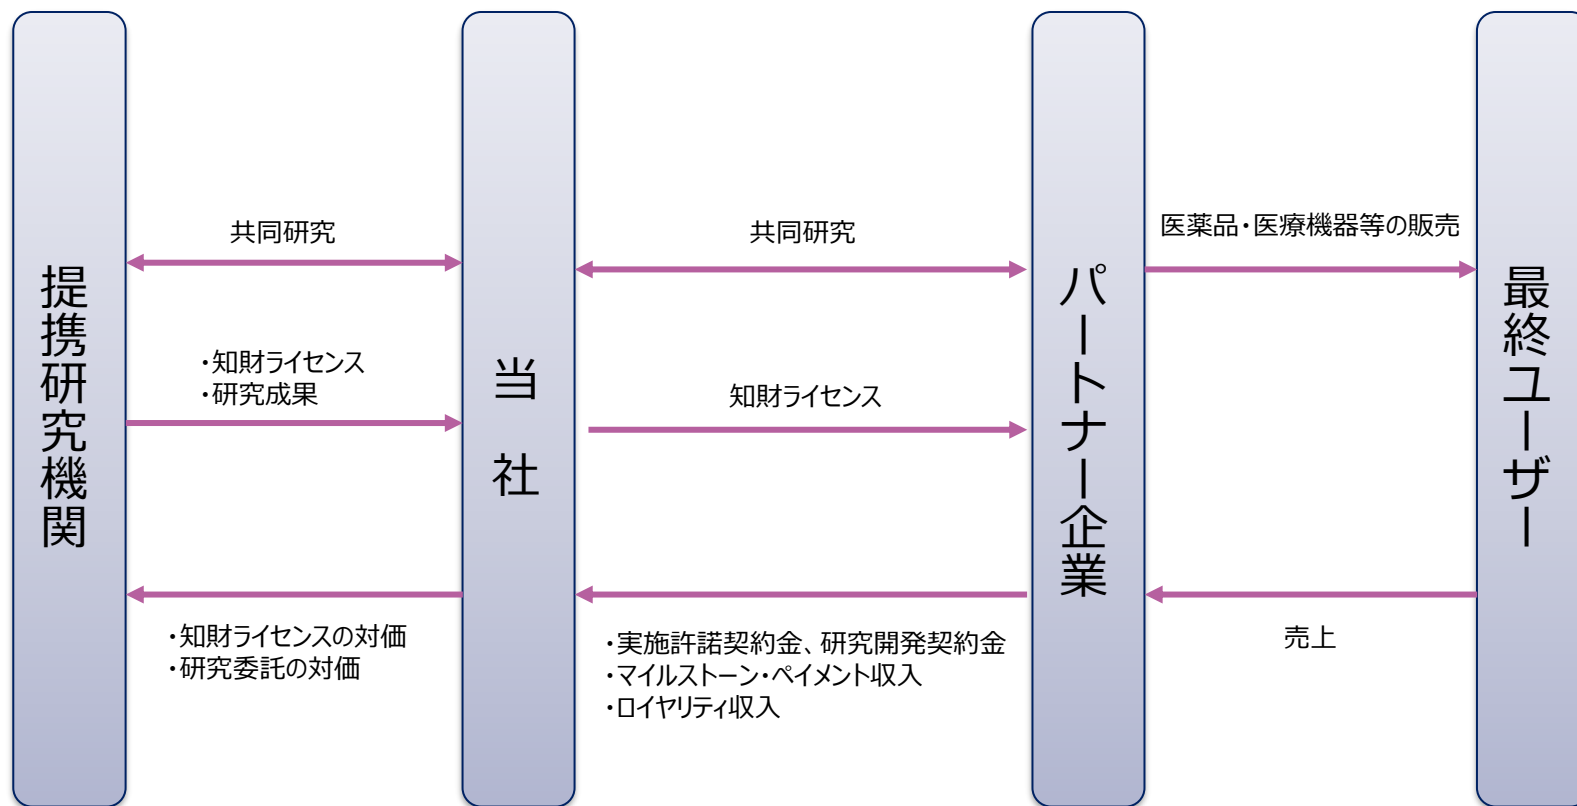 提携研究機関
共同研究
・知財ライセンス
・研究成果
・知財ライセンスの対価
・研究委託の対価
当 社
共同研究
知財ライセンス
・実施許諾契約金、研究開発契約金
・マイルストーン・ペイメント収入
・ロイヤリティ収入
パートナー企業
医薬品・医療機器等の販売
売上
最終ユーザー